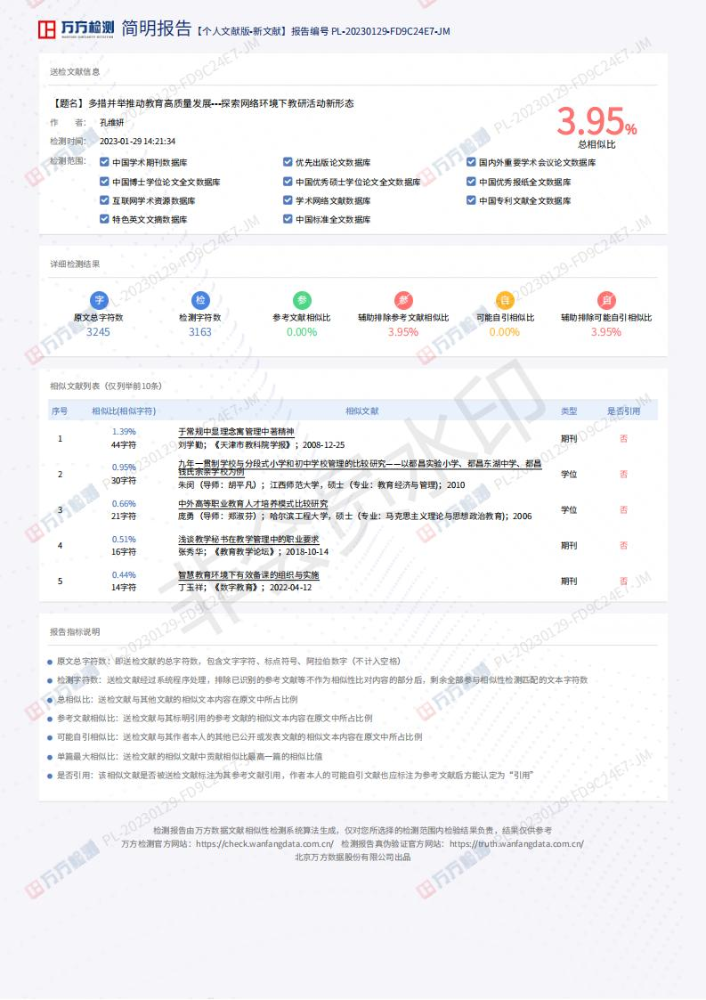 万方检测 简明报告【个人文献版-新文献】报告编号 PL-20230129-FD9C24E7-JM
WANFANG SIMILARITY DETECTION
送检文献信息
【题名】多措并举推动教育高质量发展---探索网络环境下教研活动新形态
作 者： 孔维妍
检测时间： 2023-01-29 14:21:34
3.95%
总相似比
检测范围： 中国学术期刊数据库 优先出版论文数据库 国内外重要学术会议论文数据库
中国博士学位论文全文数据库 中国优秀硕士学位论文全文数据库 中国优秀报纸全文数据库
互联网学术资源数据库 学术网络文献数据库 中国专利文献全文数据库
特色英文文摘数据库 中国标准全文数据库
详细检测结果
字 检 参 参 自 自
原文总字符数 检测字符数 参考文献相似比 辅助排除参考文献相似比 可能自引相似比 辅助排除可能自引相似比
3245 3163 0.00% 3.95% 0.00% 3.95%
相似文献列表（仅列举前10条）
序号 相似比(相似字符) 相似文献 类型 是否引用
1 1.39% 44字符 于常规中显理念寓管理中著精神 期刊 否
刘学勤；《天津市教科院学报》；2008-12-25
2 0.95% 30字符 九年一贯制学校与分段式小学和初中学校管理的比较研究——以都昌实验小学、都昌东湖中学、都昌 学位 否
钱氏宗亲学校为例
朱闵（导师：胡平凡）；江西师范大学，硕士（专业：教育经济与管理）；2010
3 0.66% 21字符 中外高等职业教育人才培养模式比较研究 学位 否
庞勇（导师：郑淑芬）；哈尔滨工程大学，硕士（专业：马克思主义理论与思想政治教育)；2006
4 0.51% 16字符 浅谈教学秘书在教学管理中的职业要求 期刊 否
张秀华；《教育教学论坛》；2018-10-14
5 0.44% 14字符 智慧教育环境下有效备课的组织与实施 期刊 否
丁玉祥；《数字教育》；2022-04-12
报告指标说明
原文总字符数：即送检文献的总字符数，包含文字字符、标点符号、阿拉伯数字（不计入空格）
检测字符数：送检文献经过系统程序处理，排除已识别的参考文献等不作为相似性比对内容的部分后，剩余全部参与相似性检测匹配的文本字符数
总相似比：送检文献与其他文献的相似文本内容在原文中所占比例
参考文献相似比：送检文献与其标明引用的参考文献的相似文本内容在原文中所占比例
可能自引相似比：送检文献与其作者本人的其他已公开或发表文献的相似文本内容在原文中所占比例
单篇最大相似比：送检文献的相似文献中贡献相似比最高一篇的相似比值
是否引用：该相似文献是否被送检文献标注为其参考文献引用，作者本人的可能自引文献也应标注为参考文献后方能认定为“引用”
检测报告由万方数据文献相似性检测系统算法生成，仅对您所选择的检测范围内检验结果负责，结果仅供参考
万方检测官方网站：https://check.wanfangdata.com.cn/ 检测报告真伪验证官方网站：https://truth.wanfangdata.com.cn/
北京万方数据股份有限公司出品
非会员水印
万方检测 PL-20230129-FD9C24E7-JM